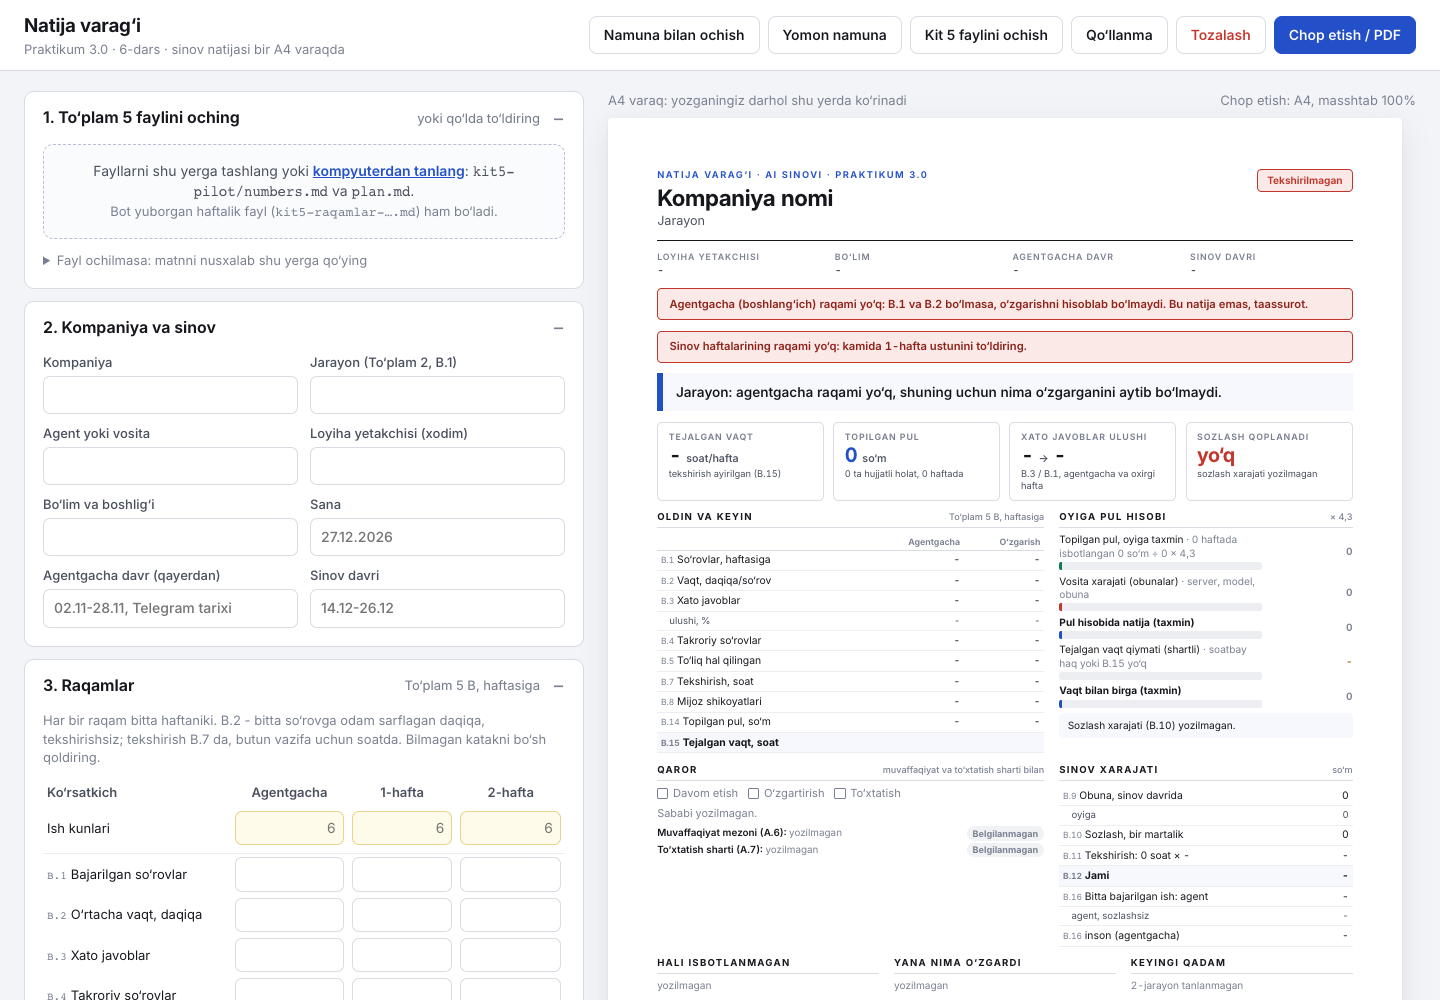 Natija varag‘i
Praktikum 3.0 · 6-dars · sinov natijasi bir A4 varaqda
Namuna bilan ochish
Yomon namuna
Kit 5 faylini ochish
Qo‘llanma
Tozalash
Chop etish / PDF
1. To‘plam 5 faylini oching
yoki qo‘lda to‘ldiring
Fayllarni shu yerga tashlang yoki kompyuterdan tanlang: kit5-
pilot/numbers.md va plan.md.
Bot yuborgan haftalik fayl (kit5-raqamlar-….md) ham bo‘ladi.
Fayl ochilmasa: matnni nusxalab shu yerga qo‘ying
2. Kompaniya va sinov
Kompaniya
Jarayon (To‘plam 2, B.1)
Agent yoki vosita
Loyiha yetakchisi (xodim)
Bo‘lim va boshlig‘i
Sana
27.12.2026
Agentgacha davr (qayerdan)
Sinov davri
02.11-28.11, Telegram tarixi
14.12-26.12
3. Raqamlar
To‘plam 5 B, haftasiga
Har bir raqam bitta haftaniki. B.2 - bitta so‘rovga odam sarflagan daqiqa,
tekshirishsiz; tekshirish B.7 da, butun vazifa uchun soatda. Bilmagan katakni bo‘sh
qoldiring.
Ko‘rsatkich Agentgacha 1-hafta 2-hafta
Ish kunlari 6 6 6
B.1 Bajarilgan so‘rovlar
B.2 O‘rtacha vaqt, daqiqa
B.3 Xato javoblar
B.4 Takroriy so‘rovlar
A4 varaq: yozganingiz darhol shu yerda ko‘rinadi
Chop etish: A4, masshtab 100%
NATIJA VARAG‘I · AI SINOVI · PRAKTIKUM 3.0
Tekshirilmagan
Kompaniya nomi
Jarayon
LOYIHA YETAKCHISI BO‘LIM AGENTGACHA DAVR SINOV DAVRI
- - - -
Agentgacha (boshlang‘ich) raqami yo‘q: B.1 va B.2 bo‘lmasa, o‘zgarishni hisoblab bo‘lmaydi. Bu natija emas, taassurot.
Sinov haftalarining raqami yo‘q: kamida 1-hafta ustunini to‘ldiring.
Jarayon: agentgacha raqami yo‘q, shuning uchun nima o‘zgarganini aytib bo‘lmaydi.
TEJALGAN VAQT
- soat/hafta
tekshirish ayirilgan (B.15)
TOPILGAN PUL
0 so‘m
0 ta hujjatli holat, 0 haftada
XATO JAVOBLAR ULUSHI
- → -
B.3 / B.1, agentgacha va oxirgi
hafta
SOZLASH QOPLANADI
yo‘q
sozlash xarajati yozilmagan
OLDIN VA KEYIN
To‘plam 5 B, haftasiga
Agentgacha O‘zgarish
B.1 So‘rovlar, haftasiga - -
B.2 Vaqt, daqiqa/so‘rov - -
B.3 Xato javoblar - -
ulushi, % - -
B.4 Takroriy so‘rovlar - -
B.5 To‘liq hal qilingan - -
B.7 Tekshirish, soat - -
B.8 Mijoz shikoyatlari - -
B.14 Topilgan pul, so‘m - -
B.15 Tejalgan vaqt, soat
OYIGA PUL HISOBI
× 4,3
Topilgan pul, oyiga taxmin · 0 haftada
isbotlangan 0 so‘m ÷ 0 × 4,3
0
Vosita xarajati (obunalar) · server, model,
obuna
0
Pul hisobida natija (taxmin)
0
Tejalgan vaqt qiymati (shartli) · soatbay
haq yoki B.15 yo‘q
-
Vaqt bilan birga (taxmin)
0
Sozlash xarajati (B.10) yozilmagan.
QAROR
muvaffaqiyat va to‘xtatish sharti bilan
Davom etish O‘zgartirish To‘xtatish
Sababi yozilmagan.
Muvaffaqiyat mezoni (A.6): yozilmagan Belgilanmagan
To‘xtatish sharti (A.7): yozilmagan Belgilanmagan
SINOV XARAJATI
so‘m
B.9 Obuna, sinov davrida 0
oyiga 0
B.10 Sozlash, bir martalik 0
B.11 Tekshirish: 0 soat × - -
B.12 Jami -
B.16 Bitta bajarilgan ish: agent -
agent, sozlashsiz -
B.16 inson (agentgacha) -
HALI ISBOTLANMAGAN
yozilmagan
YANA NIMA O‘ZGARDI
yozilmagan
KEYINGI QADAM
2-jarayon tanlanmagan